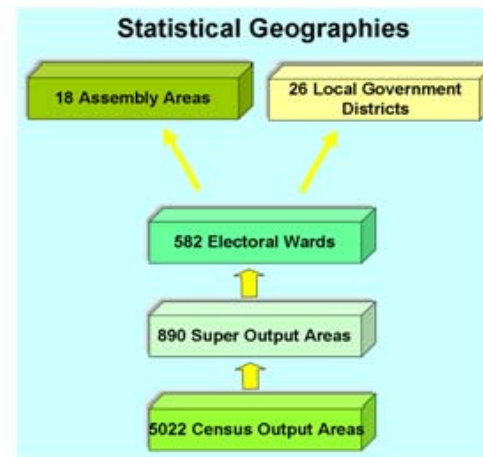 Statistical Geographies
18 Assembly Areas
26 Local Government
Districts
582 Electoral Wards
890 Super Output Areas
5022 Census Output Areas